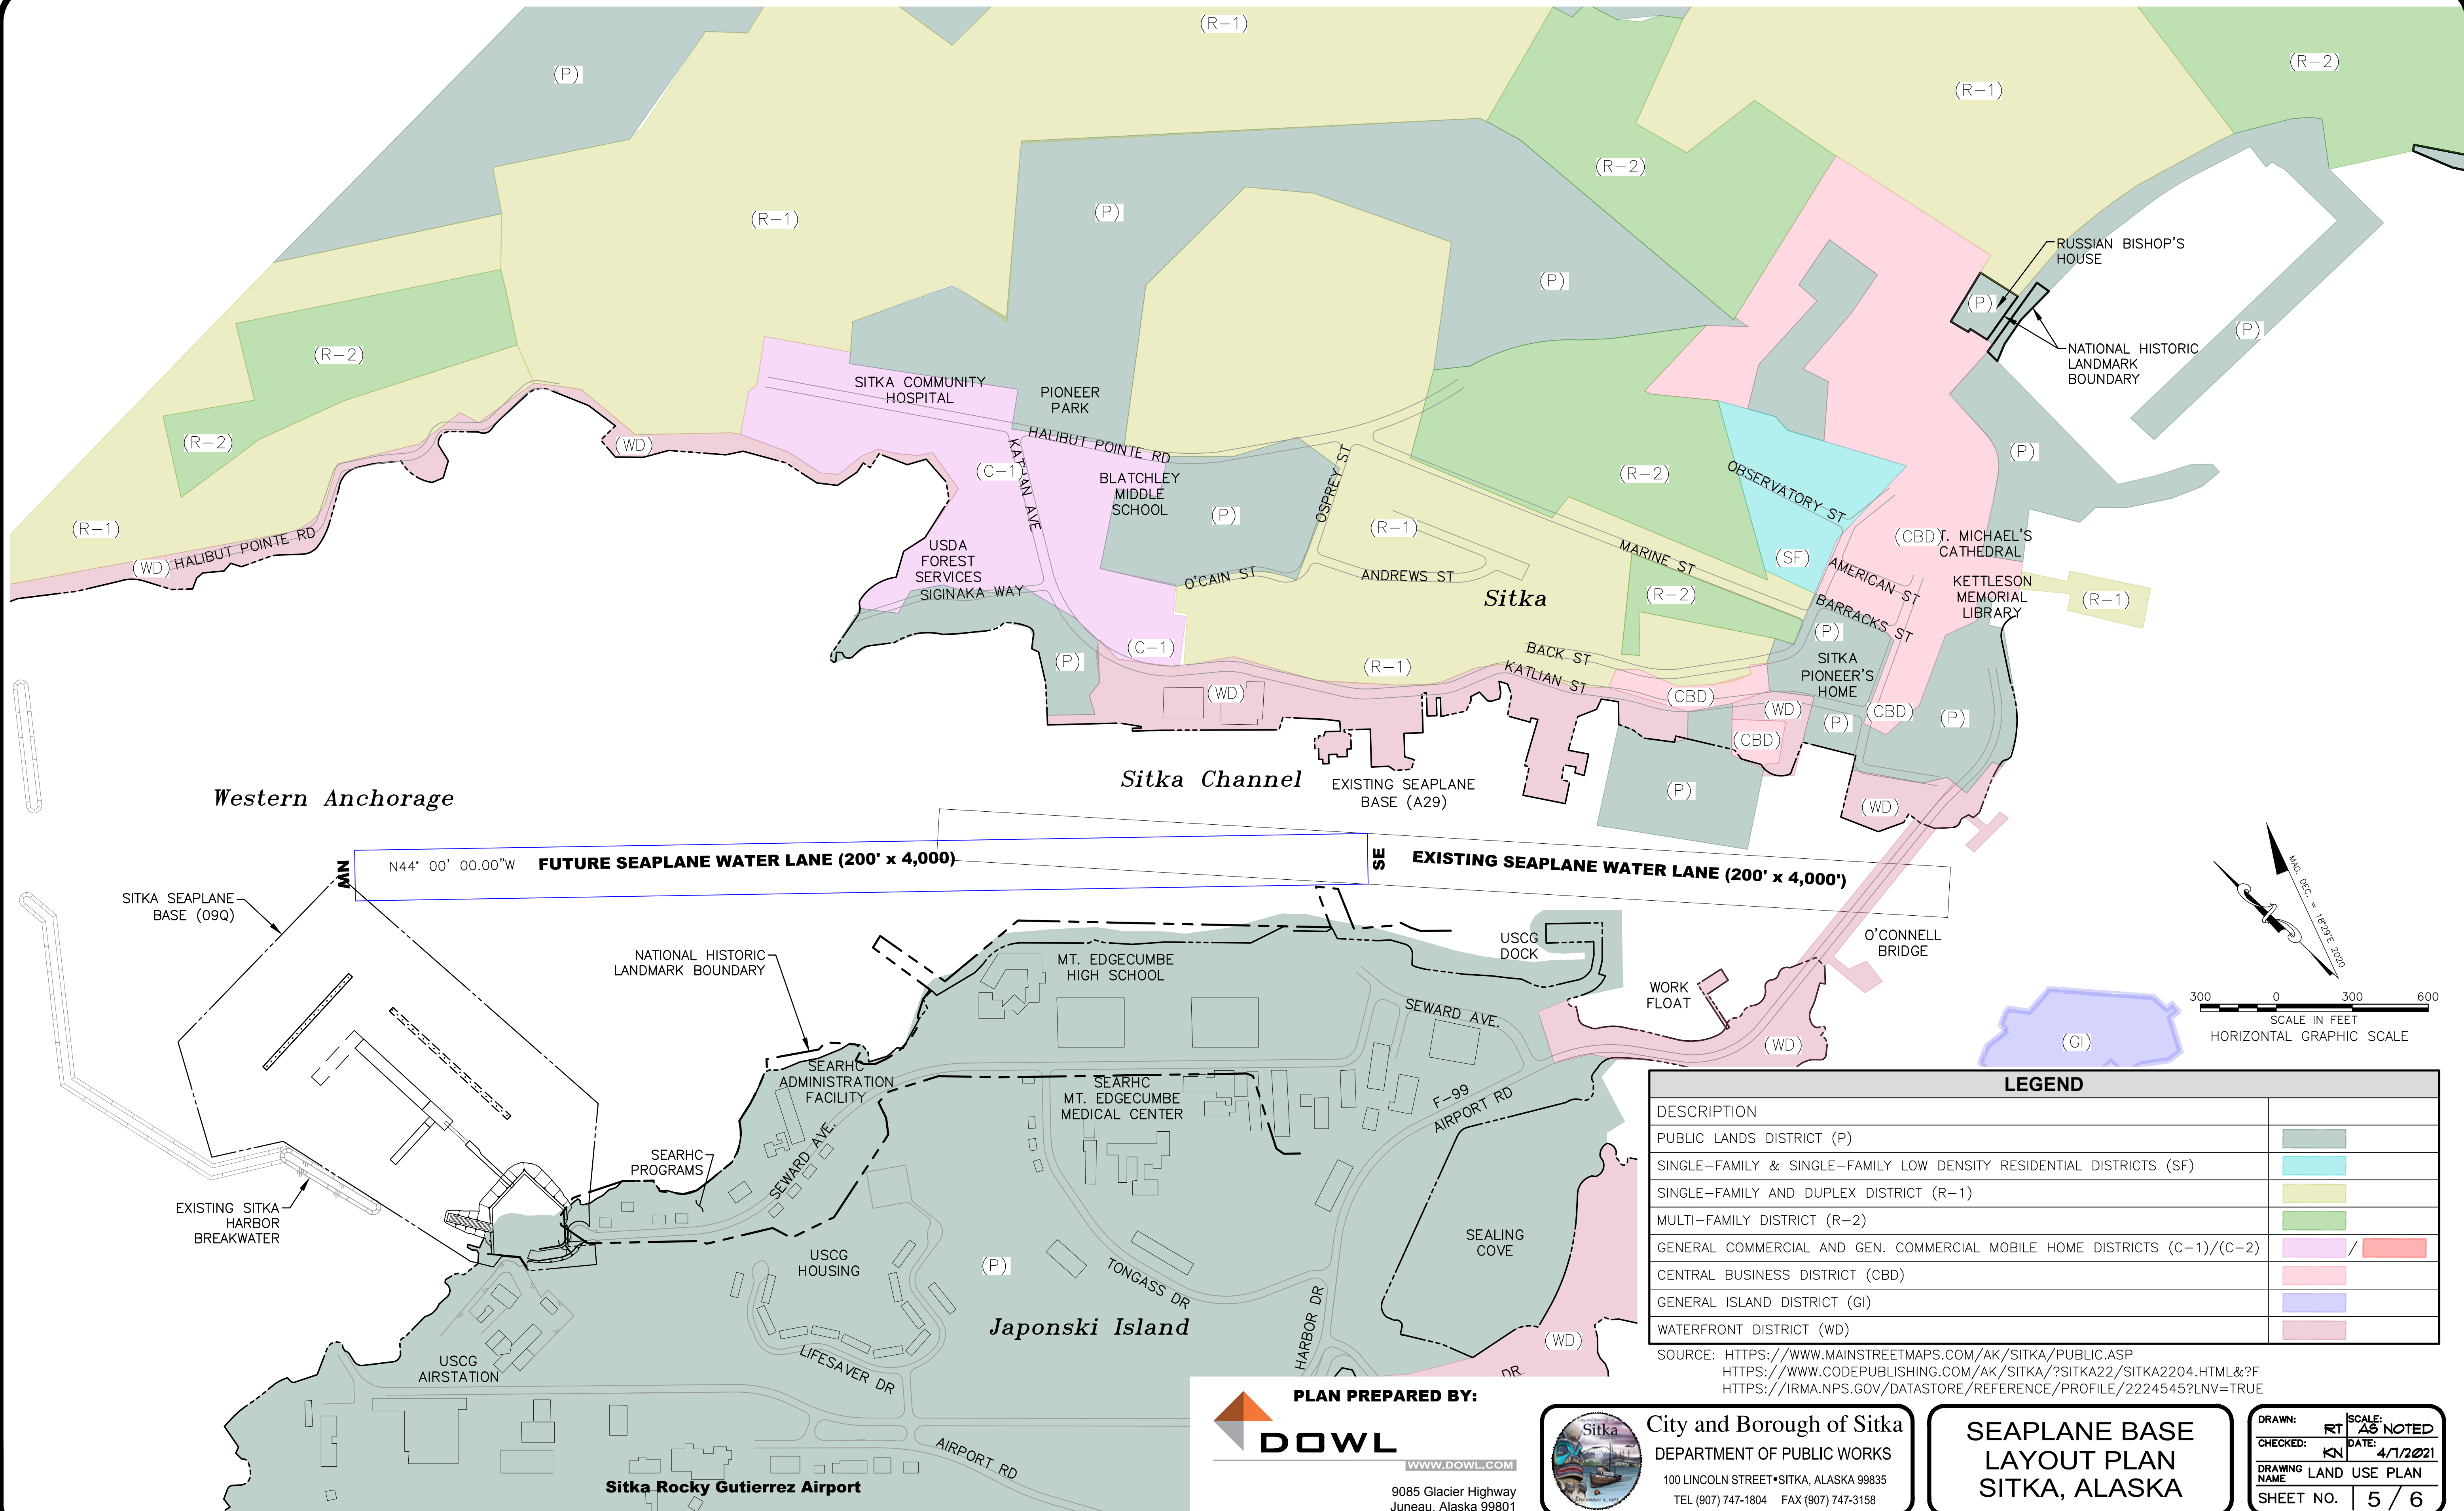 (R-1)
(P)
(R-2)
(R-1)
(R-2)
(P)
(R-1)
(P)
RUSSIAN BISHOP'S
HOUSE
(P)
(P)
NATIONAL HISTORIC
LANDMARK
BOUNDARY
(R-2)
SITKA COMMUNITY
HOSPITAL
PIONEER
PARK
HALIBUT POINTE RD
(R-2)
(WD)
KATLIAN AVE
(C-1)
BLATCHLEY
MIDDLE
SCHOOL
(P)
OSPREY ST
(R-1)
(R-2)
OBSERVATORY ST
(P)
(R-1)
(WD)
HALIBUT POINTE RD
USDA
FOREST
SERVICES
SIGINAKA WAY
O'CAIN ST
ANDREWS ST
MARINE ST
(SF)
(CBD)
T. MICHAEL'S
CATHEDRAL
AMERICAN ST
KETTLESON
MEMORIAL
LIBRARY
(R-1)
Sitka
(R-2)
BARRACKS ST
(P)
(P)
(C-1)
(R-1)
BACK ST
KATLIAN ST
SITKA
PIONEER'S
HOME
(WD)
(CBD)
(WD)
(P)
(CBD)
(P)
(CBD)
Western Anchorage
Sitka Channel
EXISTING SEAPLANE
BASE (A29)
(P)
(WD)
NW
N44° 00' 00.00"W
FUTURE SEAPLANE WATER LANE (200' x 4,000)
SE
EXISTING SEAPLANE WATER LANE (200' x 4,000')
MAG. DEC. = 18°29'E 2020
SITKA SEAPLANE
BASE (09Q)
NATIONAL HISTORIC
LANDMARK BOUNDARY
MT. EDGECUMBE
HIGH SCHOOL
USCG
DOCK
O'CONNELL
BRIDGE
WORK
FLOAT
SEWARD AVE.
(WD)
(GI)
300 0 300 600
SCALE IN FEET
HORIZONTAL GRAPHIC SCALE
SEARHC
ADMINISTRATION
FACILITY
SEARHC
MT. EDGECUMBE
MEDICAL CENTER
F-99
AIRPORT RD
SEARHC
PROGRAMS
SEWARD AVE.
EXISTING SITKA
HARBOR
BREAKWATER
USCG
HOUSING
(P)
TONGASS DR
SEALING
COVE
HARBOR DR
Japonski Island
(WD)
DR.
USCG
AIRSTATION
LIFESAVER DR
AIRPORT RD
Sitka Rocky Gutierrez Airport
LEGEND
DESCRIPTION
PUBLIC LANDS DISTRICT (P)
SINGLE-FAMILY & SINGLE-FAMILY LOW DENSITY RESIDENTIAL DISTRICTS (SF)
SINGLE-FAMILY AND DUPLEX DISTRICT (R-1)
MULTI-FAMILY DISTRICT (R-2)
GENERAL COMMERCIAL AND GEN. COMMERCIAL MOBILE HOME DISTRICTS (C-1)/(C-2) /
CENTRAL BUSINESS DISTRICT (CBD)
GENERAL ISLAND DISTRICT (GI)
WATERFRONT DISTRICT (WD)
SOURCE: HTTPS://WWW.MAINSTREETMAPS.COM/AK/SITKA/PUBLIC.ASP
HTTPS://WWW.CODEPUBLISHING.COM/AK/SITKA/?SITKA22/SITKA2204.HTML&?F
HTTPS://IRMA.NPS.GOV/DATASTORE/REFERENCE/PROFILE/2224545?LNV=TRUE
PLAN PREPARED BY:
DOWL
WWW.DOWL.COM
9085 Glacier Highway
Juneau, Alaska 99801
Sitka
City and Borough of Sitka
DEPARTMENT OF PUBLIC WORKS
100 LINCOLN STREET•SITKA, ALASKA 99835
TEL (907) 747-1804 FAX (907) 747-3158
SEAPLANE BASE
LAYOUT PLAN
SITKA, ALASKA
DRAWN: RT SCALE: AS NOTED
CHECKED: KN DATE: 4/7/2021
DRAWING NAME LAND USE PLAN
SHEET NO. 5 / 6